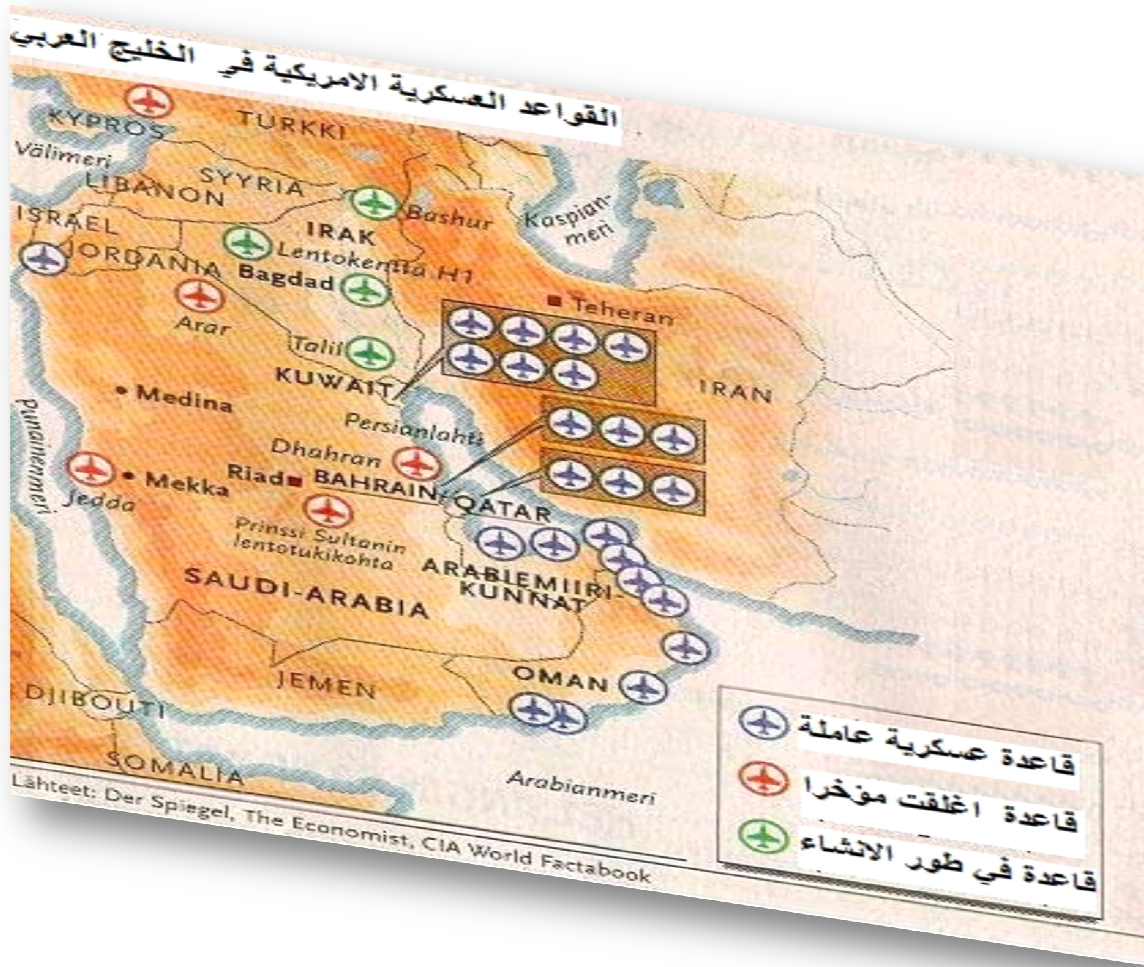 القواعد العسكرية الامريكية في الخليج العربي
KYPROS
TURKKI
Välimeri
SYYRIA
LIBANON
Bashur
Kaspian-
meri
ISRAEL
IRAK
JORDANIA
Lentokenttä H1
Bagdad
Teheran
Arar
Talil
KUWAIT
IRAN
Medina
Persianlahti
Punainenmeri
Dhahran
Mekka
Riad
BAHRAIN
QATAR
Jedda
Prinssi Sultanin
lentotukikohta
ARABIEMIIRI-
KUNNAT
SAUDI-ARABIA
OMAN
JEMEN
DJIBOUTI
SOMALIA
Arabianmeri
قاعدة عسكرية عاملة
قاعدة اغلقت مؤخرا
قاعدة في طور الانشاء
Lähteet: Der Spiegel, The Economist, CIA World Factabook